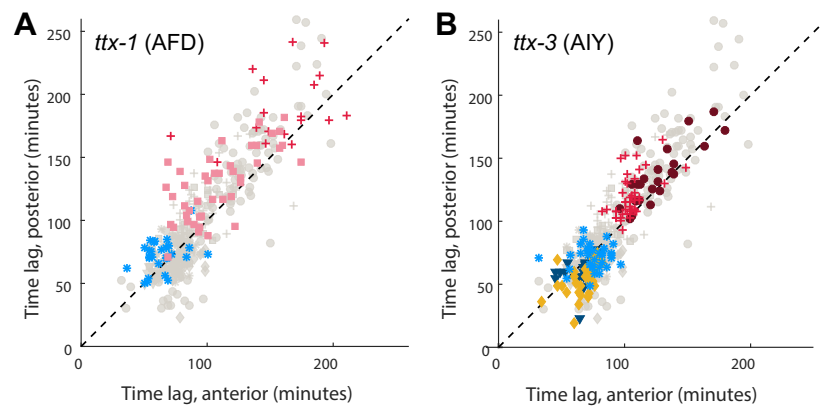 A
ttx-1 (AFD)
Time lag, posterior (minutes)
250
200
150
100
50
0
0
100
200
Time lag, anterior (minutes)
B
ttx-3 (AIY)
Time lag, posterior (minutes)
250
200
150
100
50
0
0
100
200
Time lag, anterior (minutes)